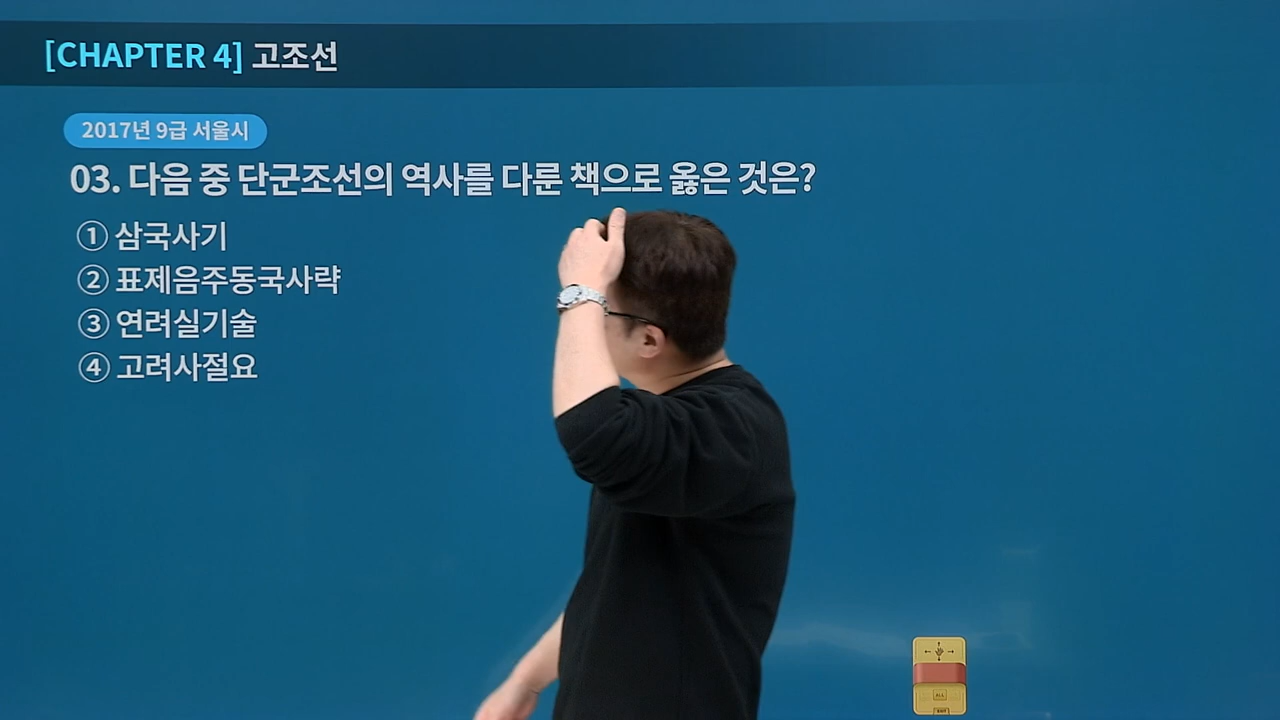 [CHAPTER 4] 고조선
2017년 9급 서울시
03. 다음 중 단군조선의 역사를 다룬 책으로 옳은 것은?
① 삼국사기
② 표제음주동국사략
③ 연려실기술
④ 고려사절요